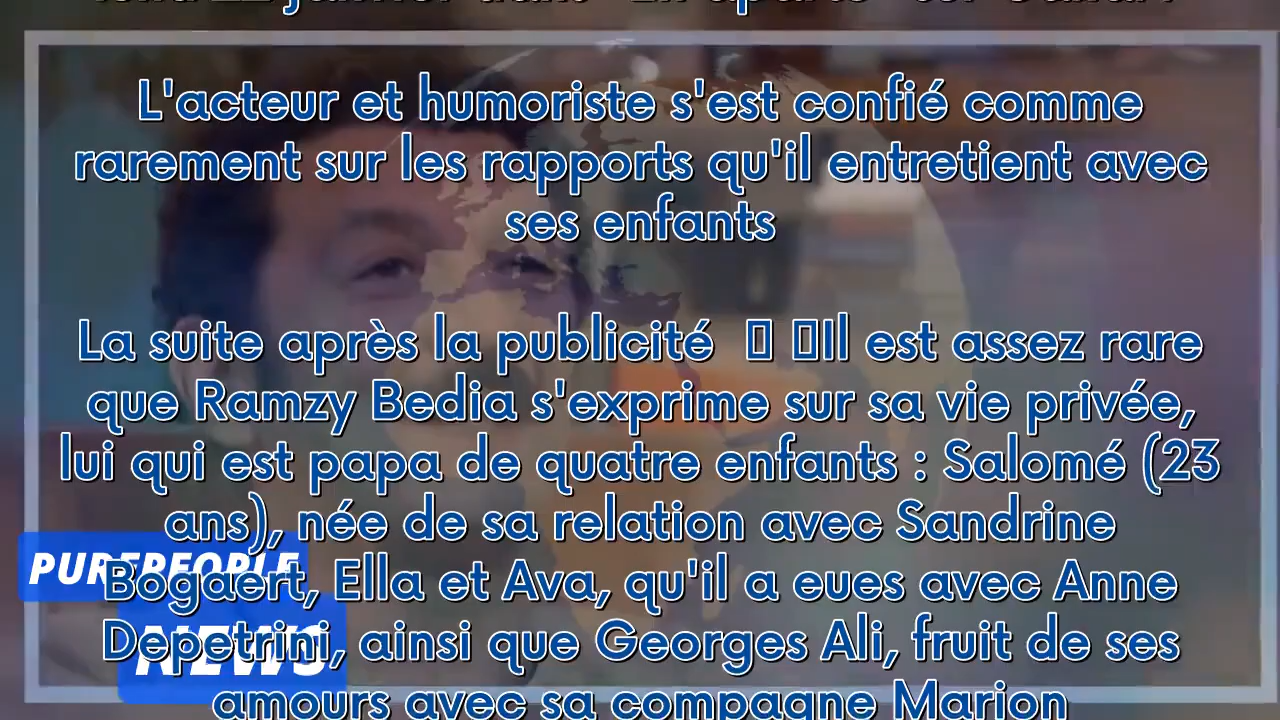 L'acteur et humoriste s'est confié comme
rarement sur les rapports qu'il entretient avec
ses enfants
La suite après la publicité Il est assez rare
que Ramzy Bedia s'exprime sur sa vie privée,
lui qui est papa de quatre enfants : Salomé (23
ans), née de sa relation avec Sandrine
Bogaert, Ella et Ava, qu'il a eues avec Anne
Depetrini, ainsi que Georges Ali, fruit de ses
amours avec sa compagne Marion
PUREPEOPLE
NEWS